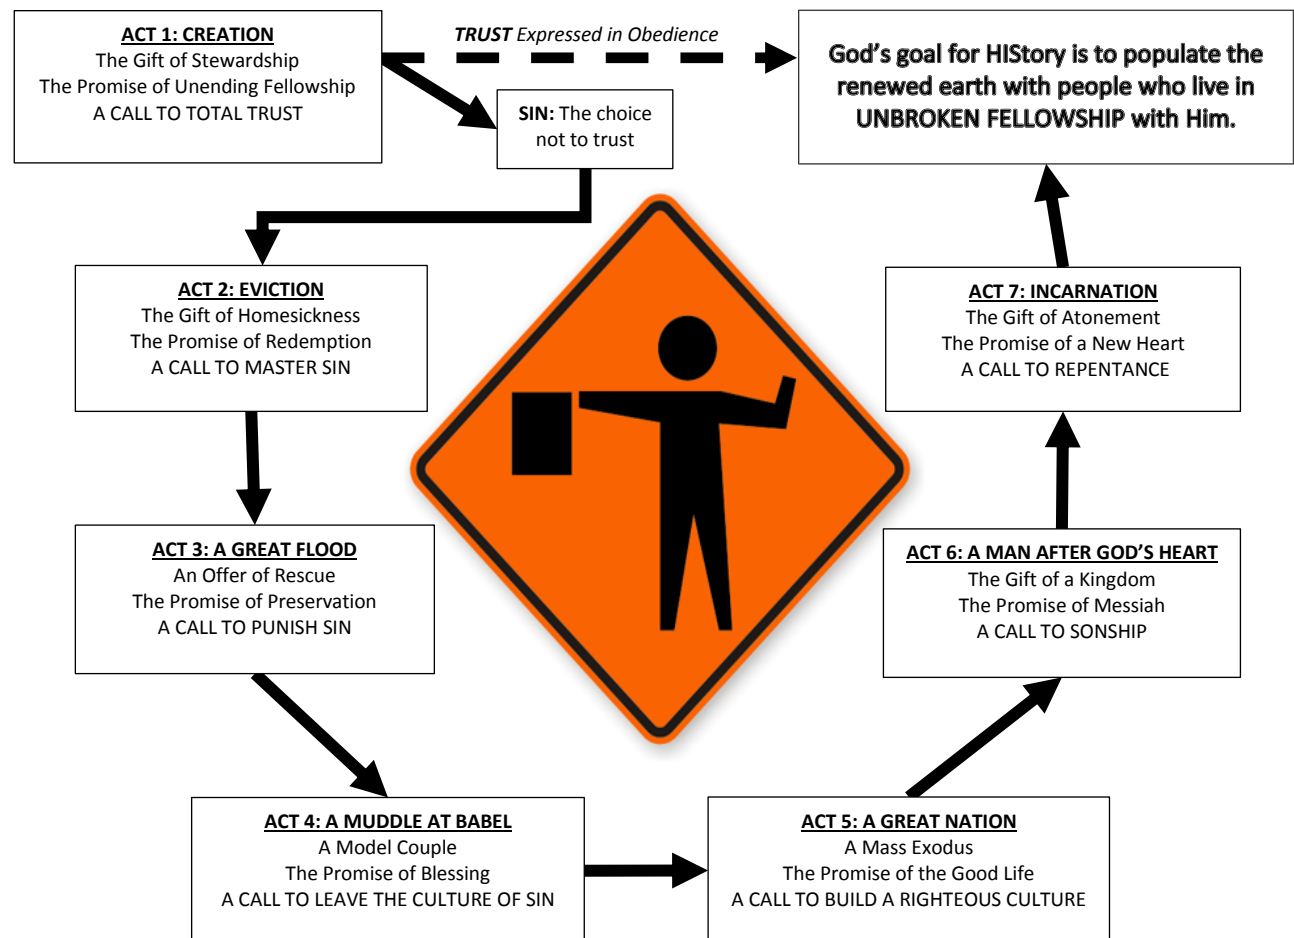 ACT 1: CREATION
The Gift of Stewardship
The Promise of Unending Fellowship
A CALL TO TOTAL TRUST
TRUST Expressed in Obedience
SIN: The choice
not to trust
God's goal for HIStory is to populate the
renewed earth with people who live in
UNBROKEN FELLOWSHIP with Him.
ACT 2: EVICTION
The Gift of Homesickness
The Promise of Redemption
A CALL TO MASTER SIN
ACT 3: A GREAT FLOOD
An Offer of Rescue
The Promise of Preservation
A CALL TO PUNISH SIN
ACT 4: A MUDDLE AT BABEL
A Model Couple
The Promise of Blessing
A CALL TO LEAVE THE CULTURE OF SIN
ACT 5: A GREAT NATION
A Mass Exodus
The Promise of the Good Life
A CALL TO BUILD A RIGHTEOUS CULTURE
ACT 6: A MAN AFTER GOD'S HEART
The Gift of a Kingdom
The Promise of Messiah
A CALL TO SONSHIP
ACT 7: INCARNATION
The Gift of Atonement
The Promise of a New Heart
A CALL TO REPENTANCE